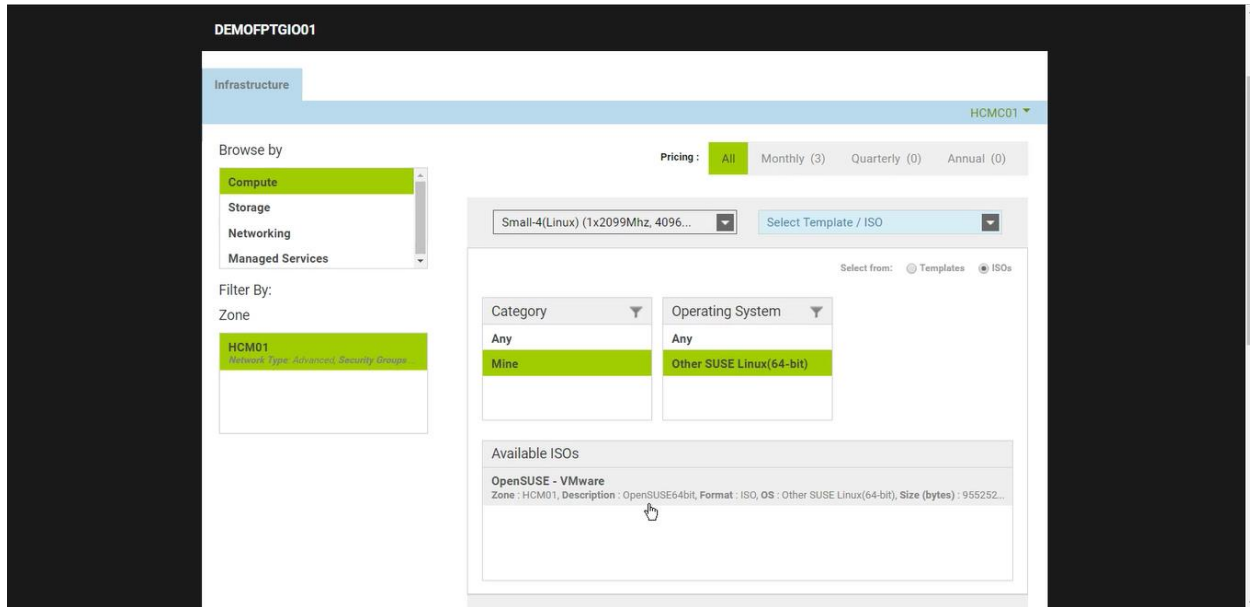 DEMOFPTGIO01
Infrastructure
HCMC01
Browse by
Compute
Storage
Networking
Managed Services
Filter By:
Zone
HCM01
Network Type: Advanced, Security Groups ...
Pricing : All Monthly (3) Quarterly (0) Annual (0)
Small-4(Linux) (1x2099Mhz, 4096... Select Template / ISO
Select from: Templates ISOs
Category Operating System
Any Any
Mine Other SUSE Linux(64-bit)
Available ISOs
OpenSUSE - VMware
Zone : HCM01, Description : OpenSUSE64bit, Format : ISO, OS : Other SUSE Linux(64-bit), Size (bytes) : 955252...